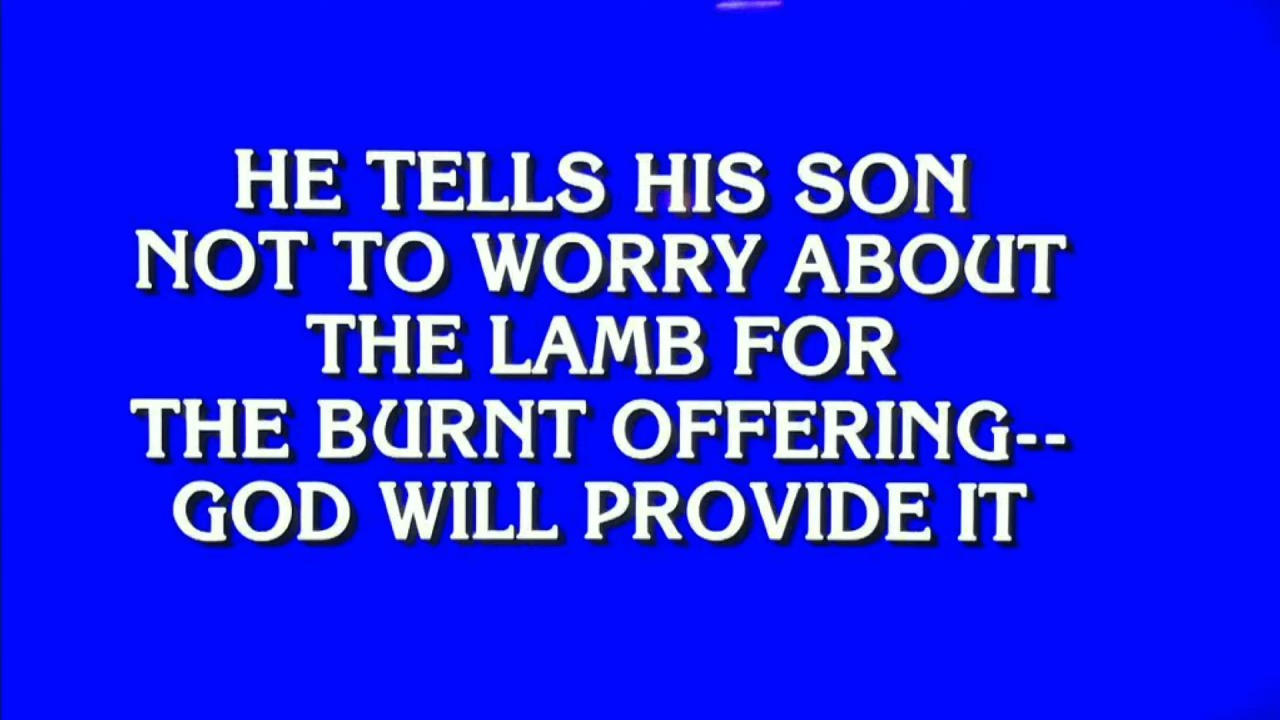 HE TELLS HIS SON
NOT TO WORRY ABOUT
THE LAMB FOR
THE BURNT OFFERING--
GOD WILL PROVIDE IT